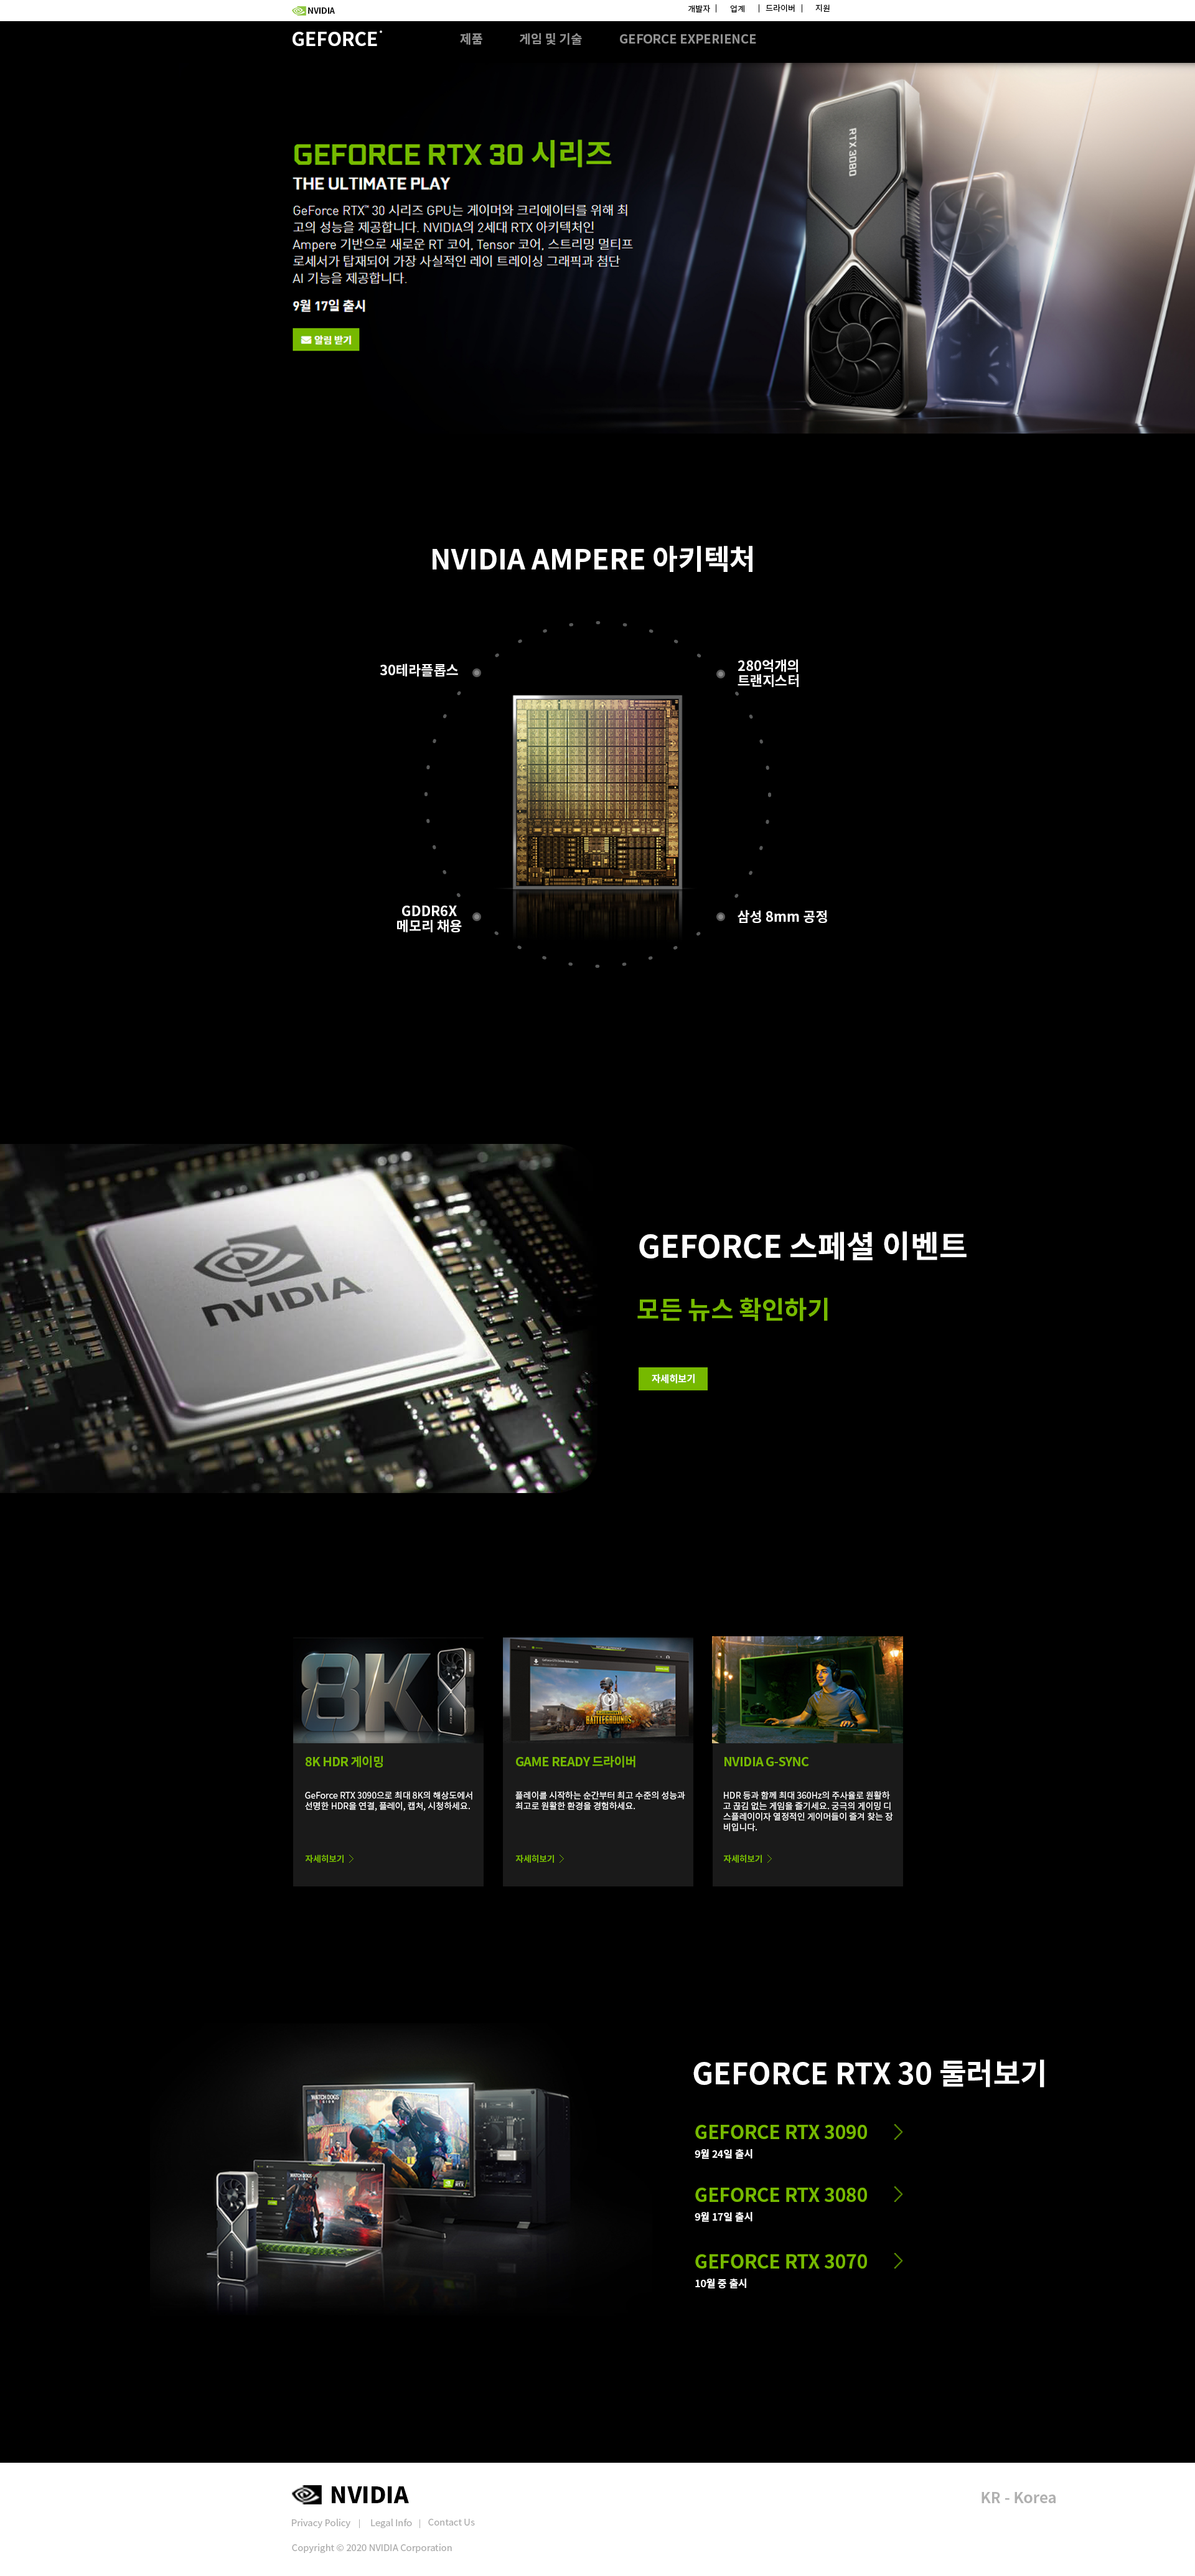 NVIDIA
개발자 | 업계 | 드라이버 | 지원
GEFORCE
제품 게임 및 기술 GEFORCE EXPERIENCE
RTX 3080
GEFORCE RTX 30 시리즈
THE ULTIMATE PLAY
GeForce RTX™ 30 시리즈 GPU는 게이머와 크리에이터를 위해 최
고의 성능을 제공합니다. NVIDIA의 2세대 RTX 아키텍처인
Ampere 기반으로 새로운 RT 코어, Tensor 코어, 스트리밍 멀티프
로세서가 탑재되어 가장 사실적인 레이 트레이싱 그래픽과 첨단
AI 기능을 제공합니다.
9월 17일 출시
알림 받기
NVIDIA AMPERE 아키텍처
30테라플롭스
280억개의
트랜지스터
GDDR6X
메모리 채용
삼성 8mm 공정
NVIDIA.
GEFORCE 스페셜 이벤트
모든 뉴스 확인하기
자세히보기
8K
BATTLEGROUNDS
8K HDR 게이밍
GeForce RTX 3090으로 최대 8K의 해상도에서
선명한 HDR을 연결, 플레이, 캡처, 시청하세요.
자세히보기
GAME READY 드라이버
플레이를 시작하는 순간부터 최고 수준의 성능과
최고로 원활한 환경을 경험하세요.
자세히보기
NVIDIA G-SYNC
HDR 등과 함께 최대 360Hz의 주사율로 원활하
고 끊김 없는 게임을 즐기세요. 궁극의 게이밍 디
스플레이이자 열정적인 게이머들이 즐겨 찾는 장
비입니다.
자세히보기
WATCH DOGS
WATCH DOGS
GEFORCE RTX 30 둘러보기
GEFORCE RTX 3090
9월 24일 출시
GEFORCE RTX 3080
9월 17일 출시
GEFORCE RTX 3070
10월 중 출시
NVIDIA
KR - Korea
Privacy Policy | Legal Info | Contact Us
Copyright © 2020 NVIDIA Corporation